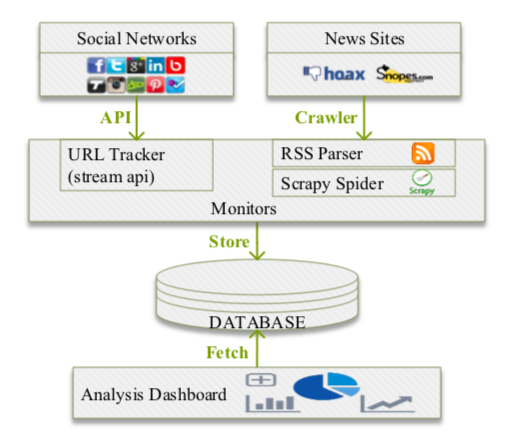 Social Networks
News Sites
hoax
Snopes.com
API
Crawler
URL Tracker
(stream api)
RSS Parser
Scrapy Spider
Scrapy
Monitors
Store
DATABASE
Fetch
Analysis Dashboard